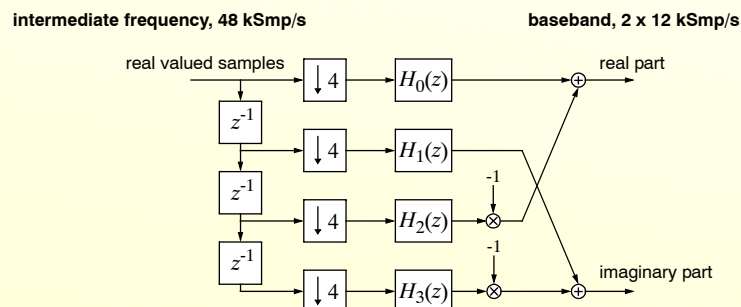 intermediate frequency, 48 kSmp/s
baseband, 2 x 12 kSmp/s
real valued samples
real part
↓ 4
H₀(z)
z⁻¹
↓ 4
H₁(z)
z⁻¹
-1
↓ 4
H₂(z)
z⁻¹
-1
imaginary part
↓ 4
H₃(z)